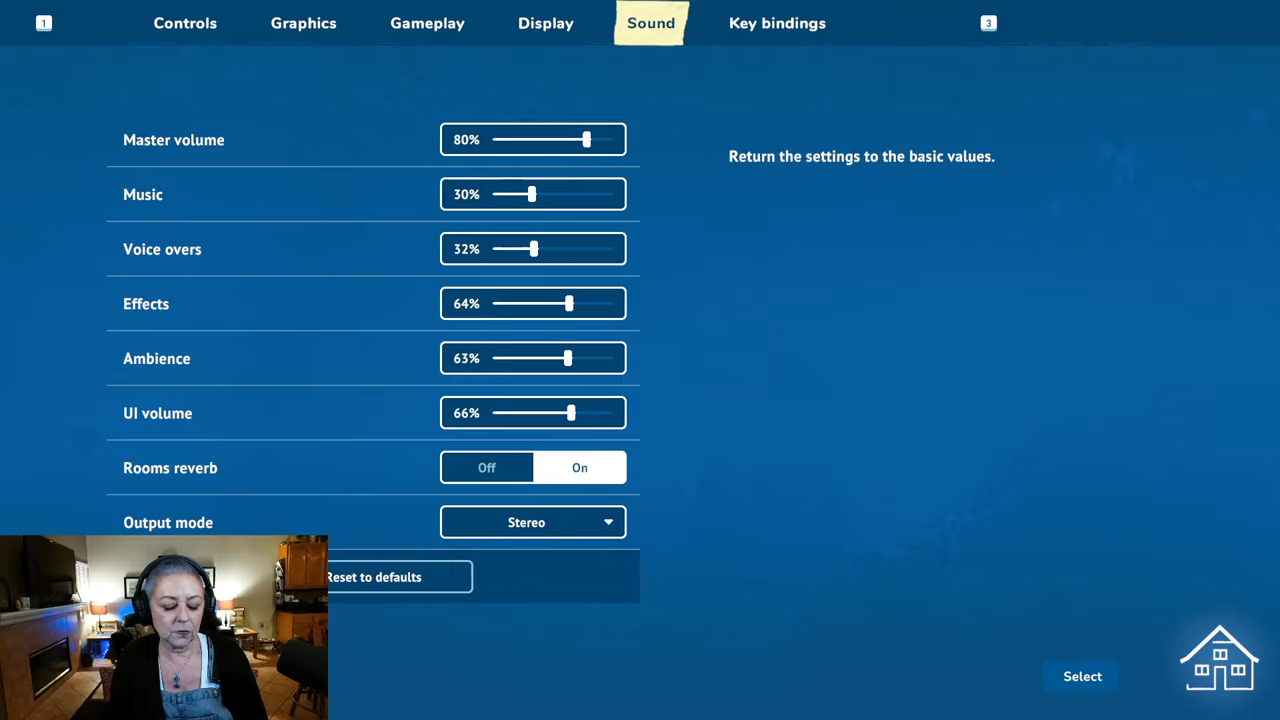 1
Controls
Graphics
Gameplay
Display
Sound
Key bindings
3
Master volume
80%
Return the settings to the basic values.
Music
30%
Voice overs
32%
Effects
64%
Ambience
63%
UI volume
66%
Rooms reverb
Off
On
Output mode
Stereo
Reset to defaults
Select